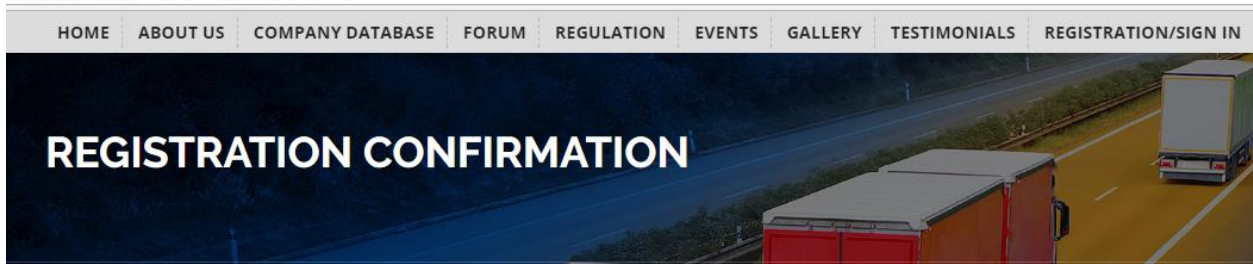 HOME ABOUT US COMPANY DATABASE FORUM REGULATION EVENTS GALLERY TESTIMONIALS REGISTRATION/SIGN IN
REGISTRATION CONFIRMATION